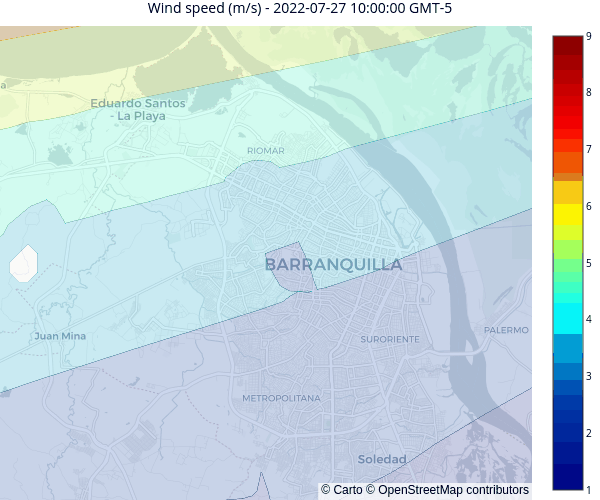 Wind speed (m/s) - 2022-07-27 10:00:00 GMT-5
9
8
7
6
5
4
3
2
1
a
Eduardo Santos
- La Playa
RIOMAR
BARRANQUILLA
Juan Mina
SURORIENTE
PALERMO
METROPOLITANA
Soledad
© Carto © OpenStreetMap contributors